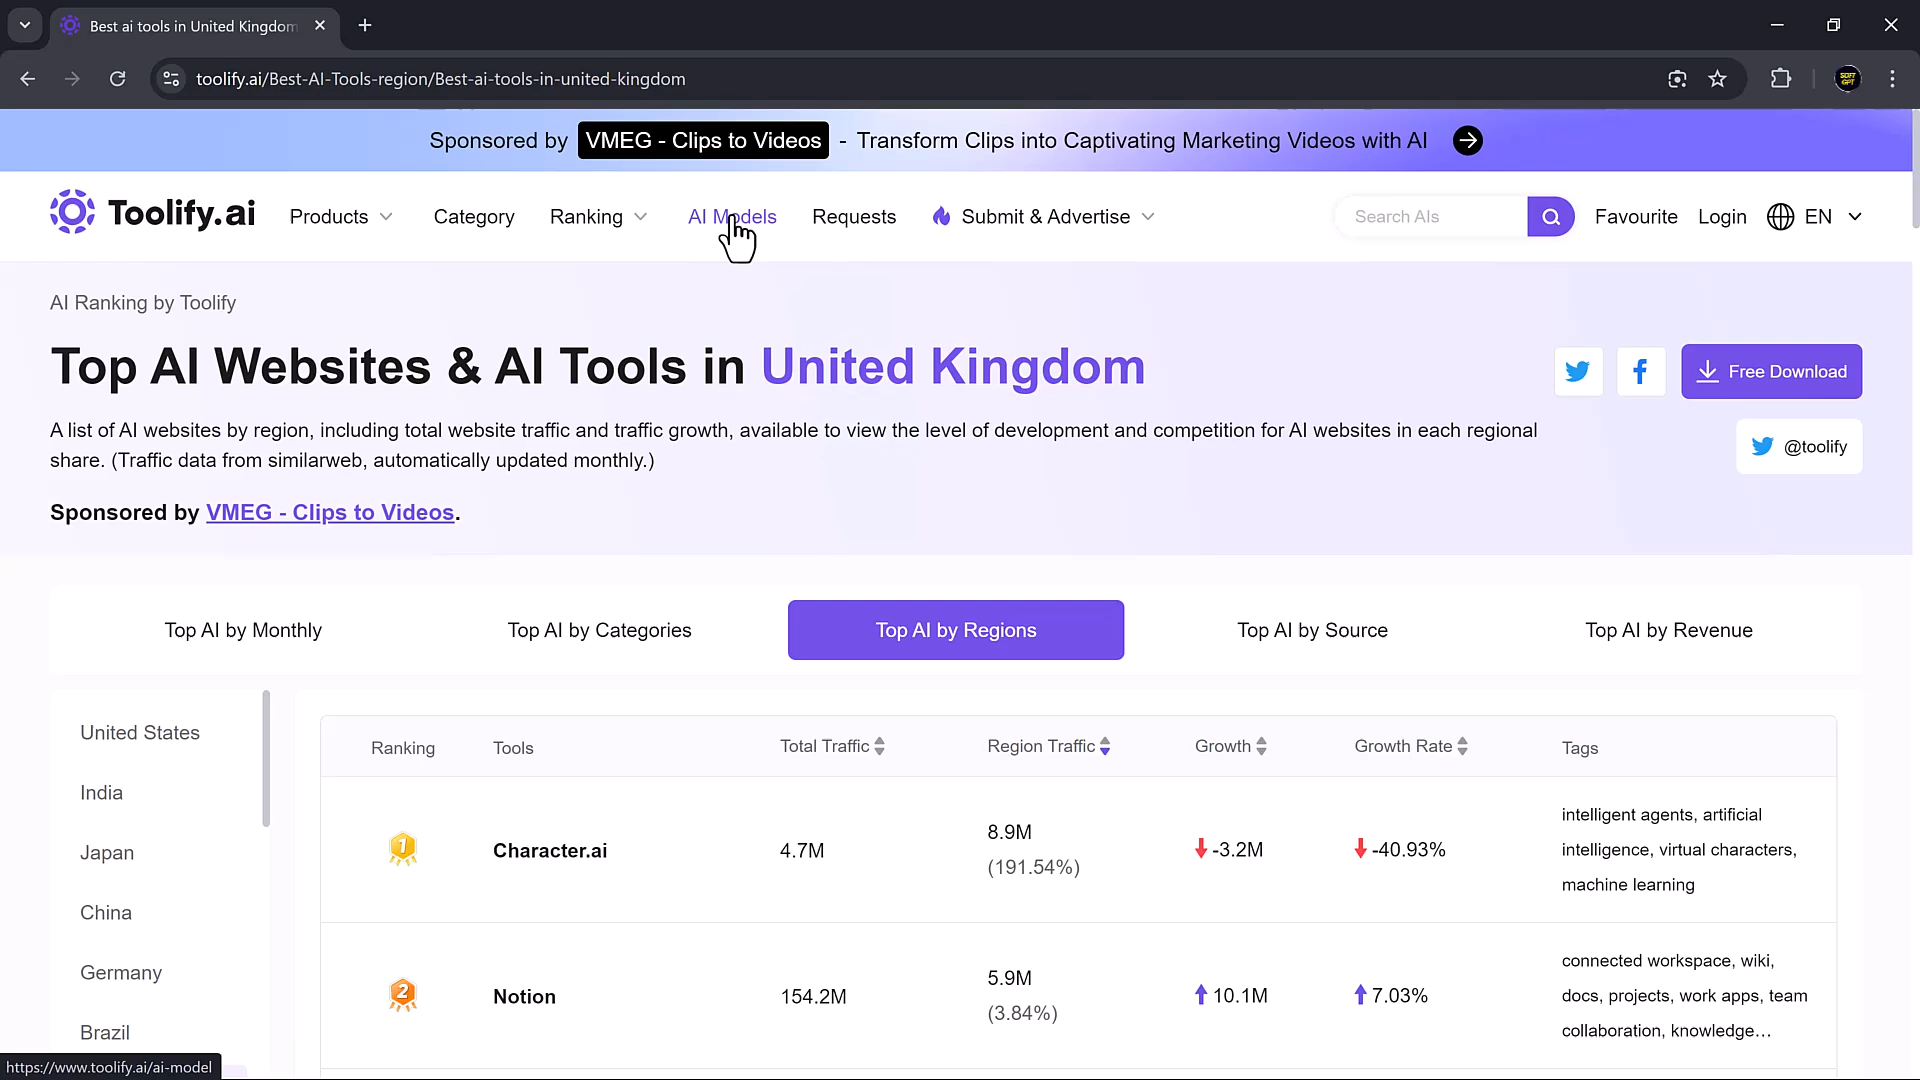 Best ai tools in United Kingdom
toolify.ai/Best-AI-Tools-region/Best-ai-tools-in-united-kingdom
SOFT
GPT
Sponsored by VMEG - Clips to Videos - Transform Clips into Captivating Marketing Videos with AI
Toolify.ai Products Category Ranking AI Models Requests Submit & Advertise Search AIs Favourite Login EN
AI Ranking by Toolify
Top AI Websites & AI Tools in United Kingdom
Free Download
A list of AI websites by region, including total website traffic and traffic growth, available to view the level of development and competition for AI websites in each regional
share. (Traffic data from similarweb, automatically updated monthly.)
@toolify
Sponsored by VMEG - Clips to Videos.
Top AI by Monthly Top AI by Categories Top AI by Regions Top AI by Source Top AI by Revenue
United States
India
Japan
China
Germany
Brazil
Ranking Tools Total Traffic Region Traffic Growth Growth Rate Tags
1 Character.ai 4.7M 8.9M (191.54%) -3.2M -40.93%
intelligent agents, artificial
intelligence, virtual characters,
machine learning
2 Notion 154.2M 5.9M (3.84%) 10.1M 7.03%
connected workspace, wiki,
docs, projects, work apps, team
collaboration, knowledge...
https://www.toolify.ai/ai-model